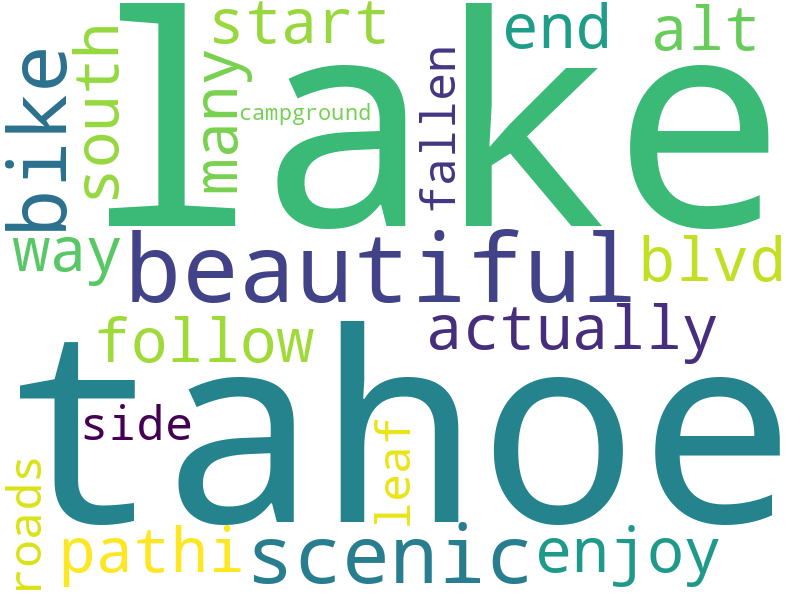 start
end
alt
bike
south
many
lake
campground
fallen
way
beautiful
blvd
follow
actually
tahoe
side
leaf
roads
pathi
scenic
enjoy